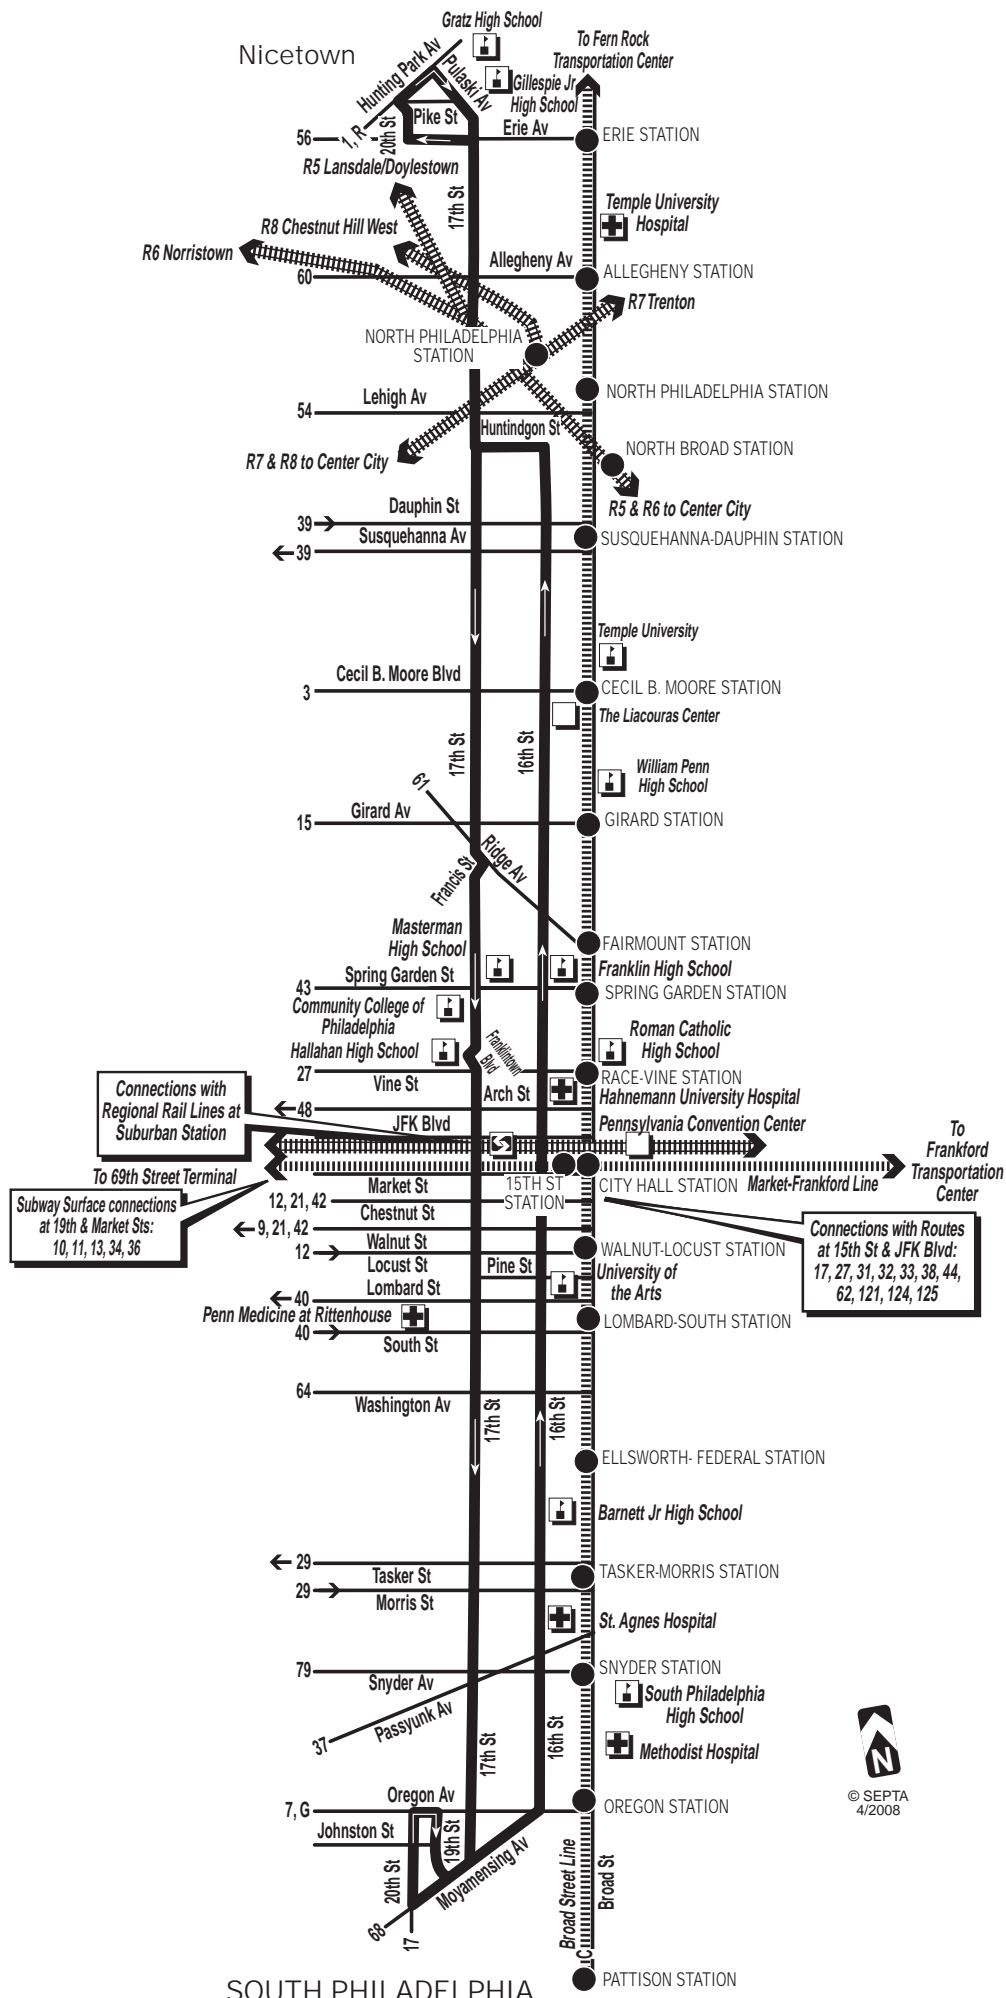 Gratz High School
Nicetown
To Fern Rock
Transportation Center
Hunting Park Av
Pulaski Av
Gillespie Jr
High School
1, R
20th St
Pike St
56
Erie Av
ERIE STATION
R5 Lansdale/Doylestown
17th St
Temple University
Hospital
R8 Chestnut Hill West
R6 Norristown
60
Allegheny Av
ALLEGHENY STATION
R7 Trenton
NORTH PHILADELPHIA
STATION
NORTH PHILADELPHIA STATION
54
Lehigh Av
Huntindgon St
R7 & R8 to Center City
NORTH BROAD STATION
R5 & R6 to Center City
39
Dauphin St
39
Susquehanna Av
SUSQUEHANNA-DAUPHIN STATION
Temple University
3
Cecil B. Moore Blvd
CECIL B. MOORE STATION
The Liacouras Center
17th St
16th St
61
William Penn
High School
15
Girard Av
GIRARD STATION
Francis St
Ridge Av
Masterman
High School
FAIRMOUNT STATION
Franklin High School
43
Spring Garden St
SPRING GARDEN STATION
Community College of
Philadelphia
Hallahan High School
Franklintown
Blvd
Roman Catholic
High School
27
Vine St
RACE-VINE STATION
Connections with
Regional Rail Lines at
Suburban Station
48
Arch St
Hahnemann University Hospital
JFK Blvd
Pennsylvania Convention Center
To
Frankford
Transportation
Center
To 69th Street Terminal
Market St
15TH ST
STATION
CITY HALL STATION
Market-Frankford Line
Subway Surface connections
at 19th & Market Sts:
10, 11, 13, 34, 36
12, 21, 42
Chestnut St
9, 21, 42
Walnut St
12
Locust St
WALNUT-LOCUST STATION
Connections with Routes
at 15th St & JFK Blvd:
17, 27, 31, 32, 33, 38, 44,
62, 121, 124, 125
Pine St
University of
the Arts
40
Lombard St
Penn Medicine at Rittenhouse
40
South St
LOMBARD-SOUTH STATION
64
Washington Av
17th St
16th St
ELLSWORTH- FEDERAL STATION
Barnett Jr High School
29
Tasker St
TASKER-MORRIS STATION
29
Morris St
St. Agnes Hospital
79
Snyder Av
SNYDER STATION
South Philadelphia
High School
37
Passyunk Av
17th St
16th St
Methodist Hospital
N
© SEPTA
4/2008
7, G
Oregon Av
OREGON STATION
Johnston St
20th St
19th St
Moyamensing Av
68
17
Broad Street Line
Broad St
C
PATTISON STATION
SOUTH PHILADELPHIA